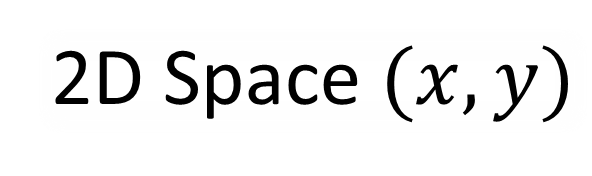 2D Space (x, y)